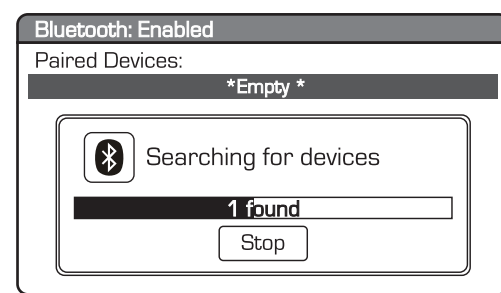 Bluetooth: Enabled
Paired Devices:
*Empty *
Searching for devices
1 found
Stop